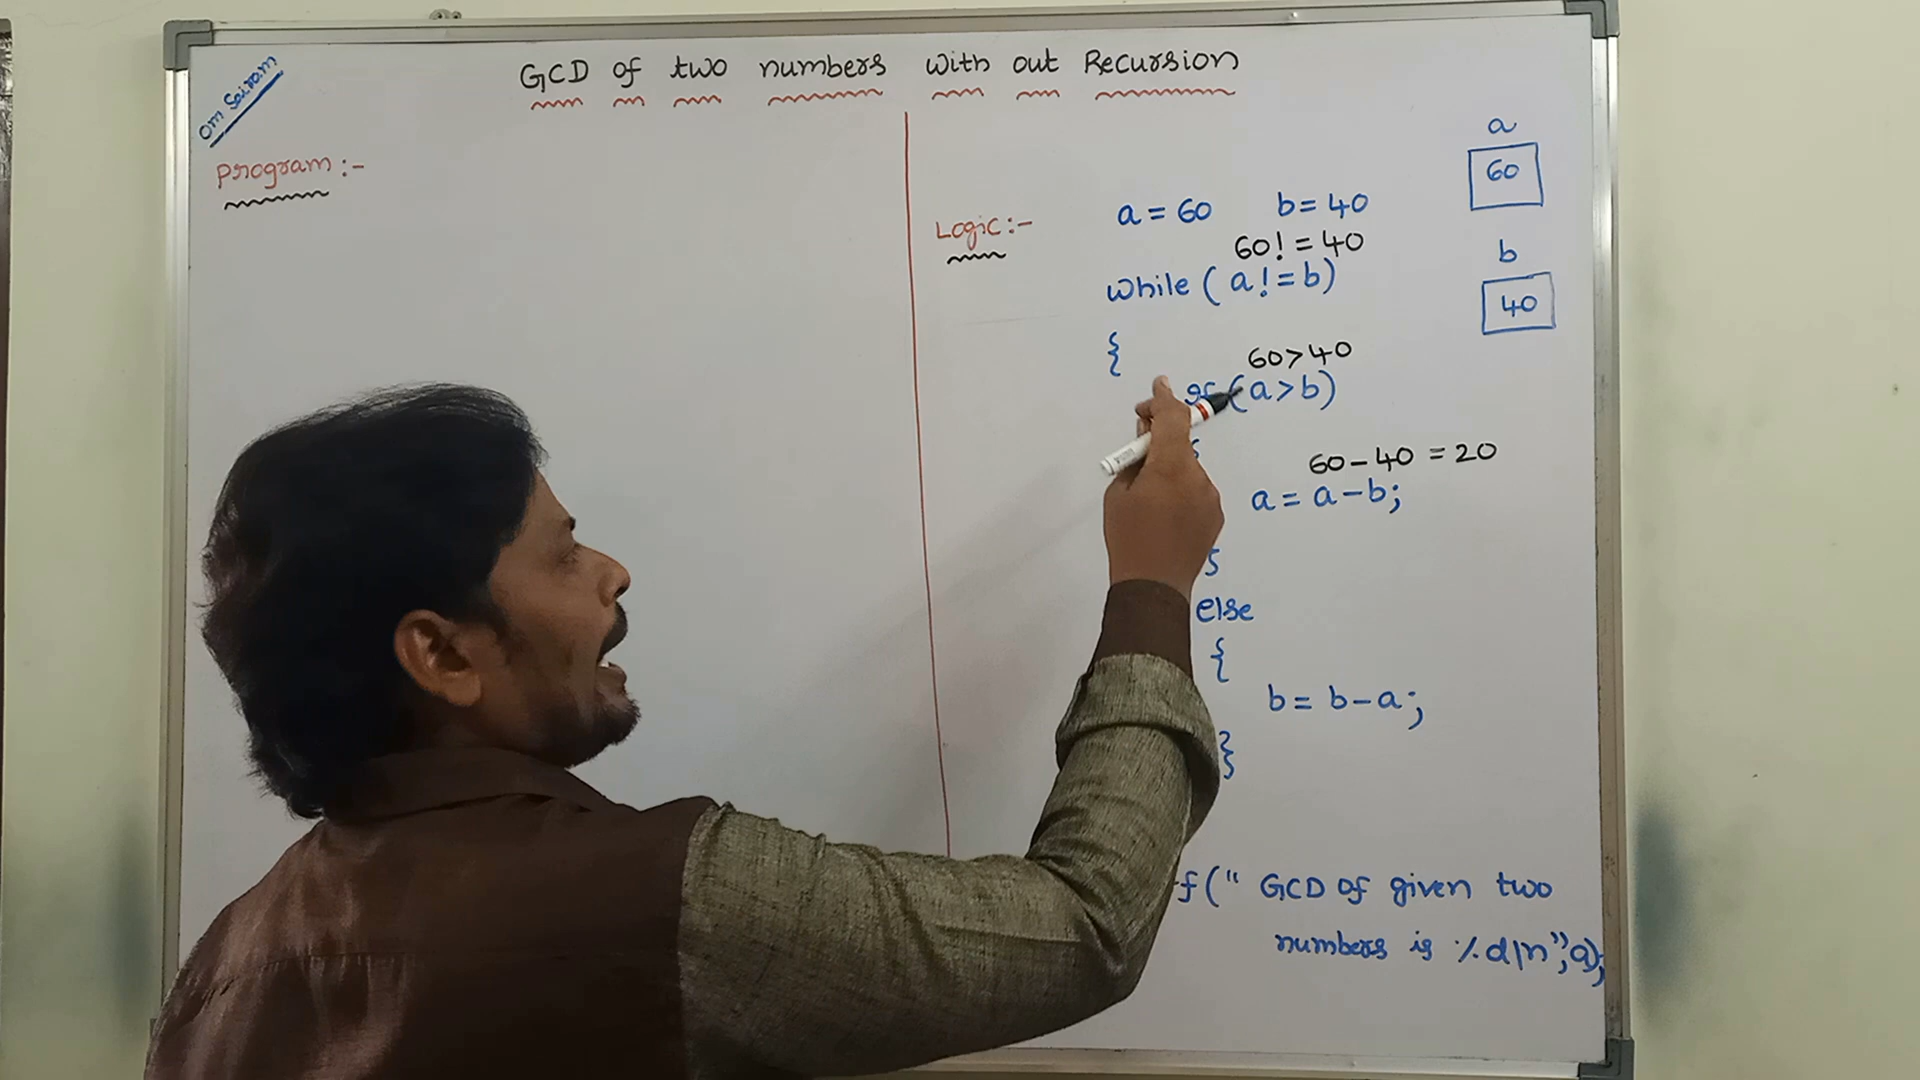 Om Sairam
GCD of two numbers with out Recursion
Program :-
Logic :-
a = 60 b = 40
60 ! = 40
while ( a ! = b )
{
60 > 40
if ( a > b )
60 - 40 = 20
a = a - b ;
else
{
b = b - a ;
}
f ( " GCD of given two
numbers is %d\n", a);
a
60
b
40